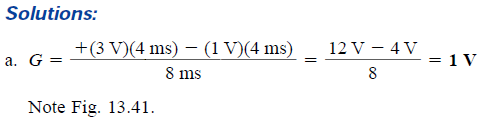 Solutions:
a. G = +(3 V)(4 ms) − (1 V)(4 ms) / 8 ms = 12 V − 4 V / 8 = 1 V
Note Fig. 13.41.